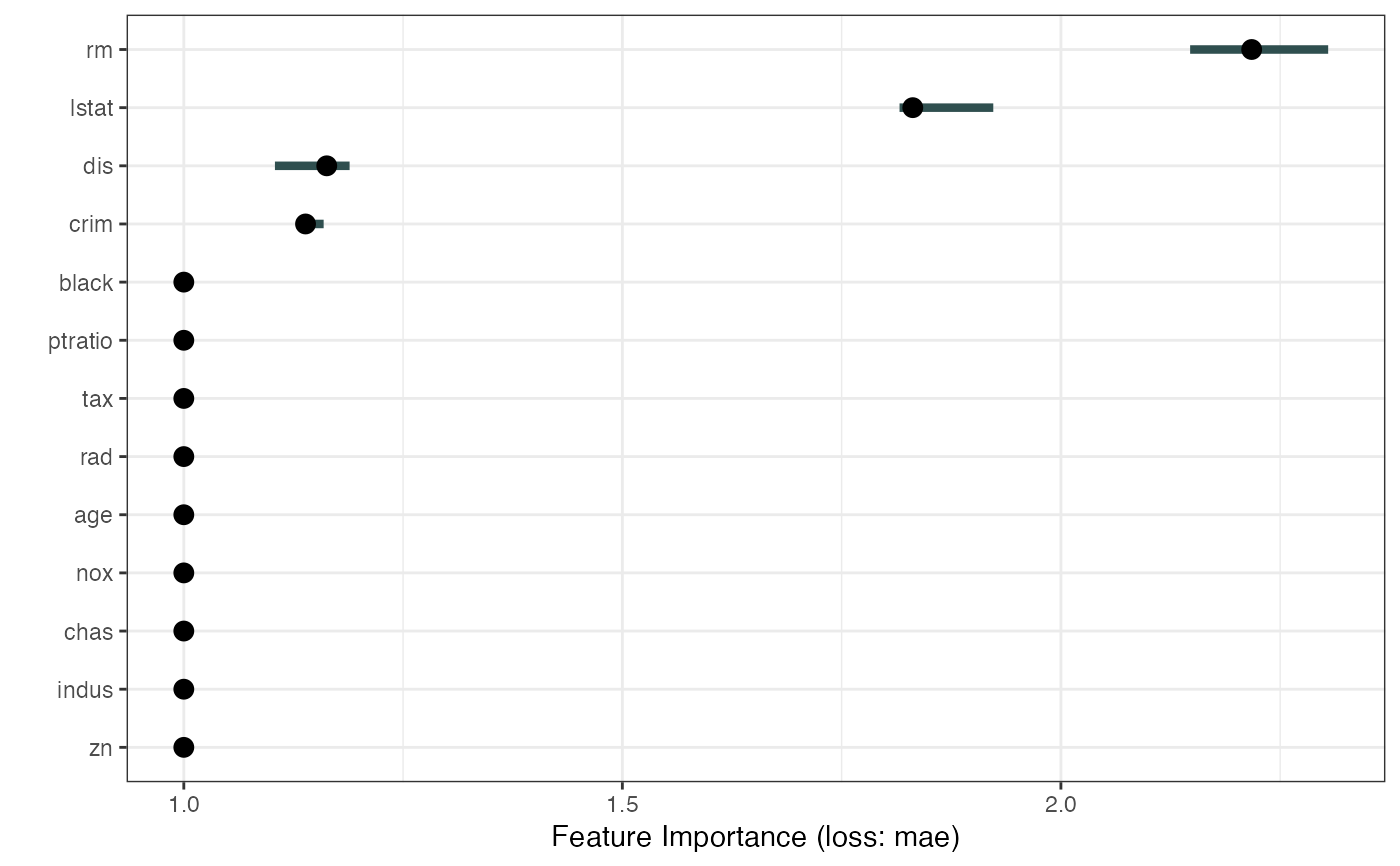 rm
lstat
dis
crim
black
ptratio
tax
rad
age
nox
chas
indus
zn
1.0 1.5 2.0
Feature Importance (loss: mae)